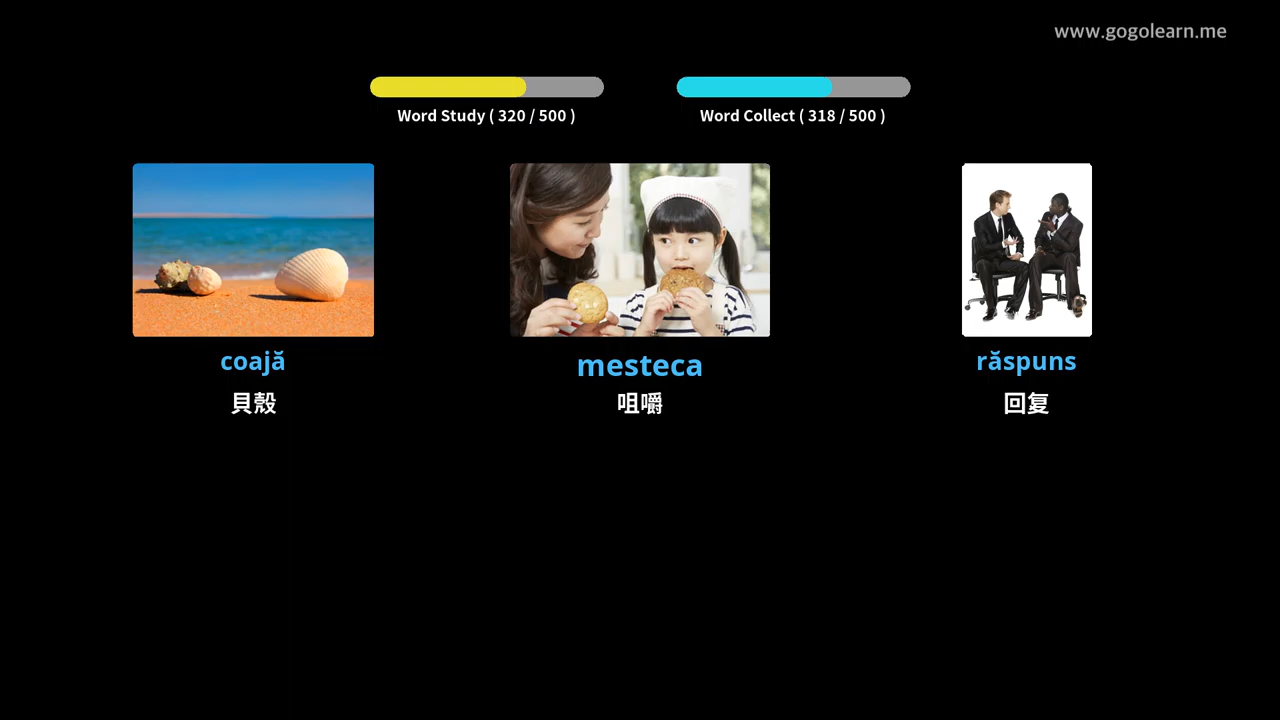 www.gogolearn.me
Word Study ( 320 / 500 )
Word Collect ( 318 / 500 )
coajă
mesteca
răspuns
貝殼
咀嚼
回复